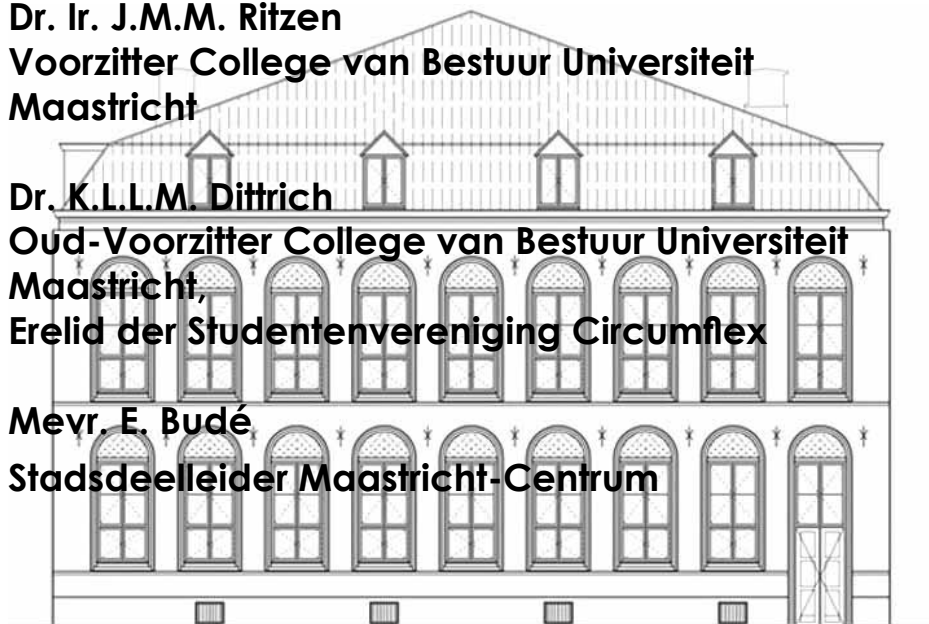 Dr. Ir. J.M.M. Ritzen
Voorzitter College van Bestuur Universiteit
Maastricht
Dr. K.L.L.M. Dittrich
Oud-Voorzitter College van Bestuur Universiteit
Maastricht,
Erelid der Studentenvereniging Circumflex
Mevr. E. Budé
Stadsdeelleider Maastricht-Centrum